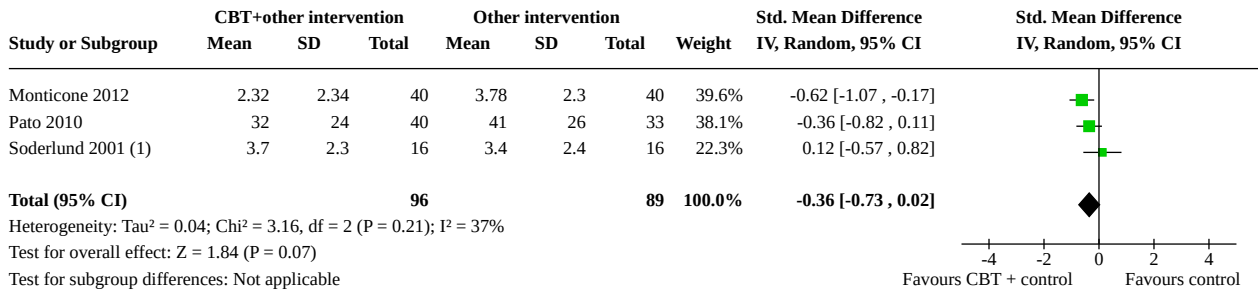 CBT+other intervention Other intervention Std. Mean Difference Std. Mean Difference
Study or Subgroup Mean SD Total Mean SD Total Weight IV, Random, 95% CI IV, Random, 95% CI
Monticone 2012 2.32 2.34 40 3.78 2.3 40 39.6% -0.62 [-1.07 , -0.17]
Pato 2010 32 24 40 41 26 33 38.1% -0.36 [-0.82 , 0.11]
Soderlund 2001 (1) 3.7 2.3 16 3.4 2.4 16 22.3% 0.12 [-0.57 , 0.82]
Total (95% CI) 96 89 100.0% -0.36 [-0.73 , 0.02]
Heterogeneity: Tau² = 0.04; Chi² = 3.16, df = 2 (P = 0.21); I² = 37%
Test for overall effect: Z = 1.84 (P = 0.07)
-4 -2 0 2 4
Test for subgroup differences: Not applicable Favours CBT + control Favours control